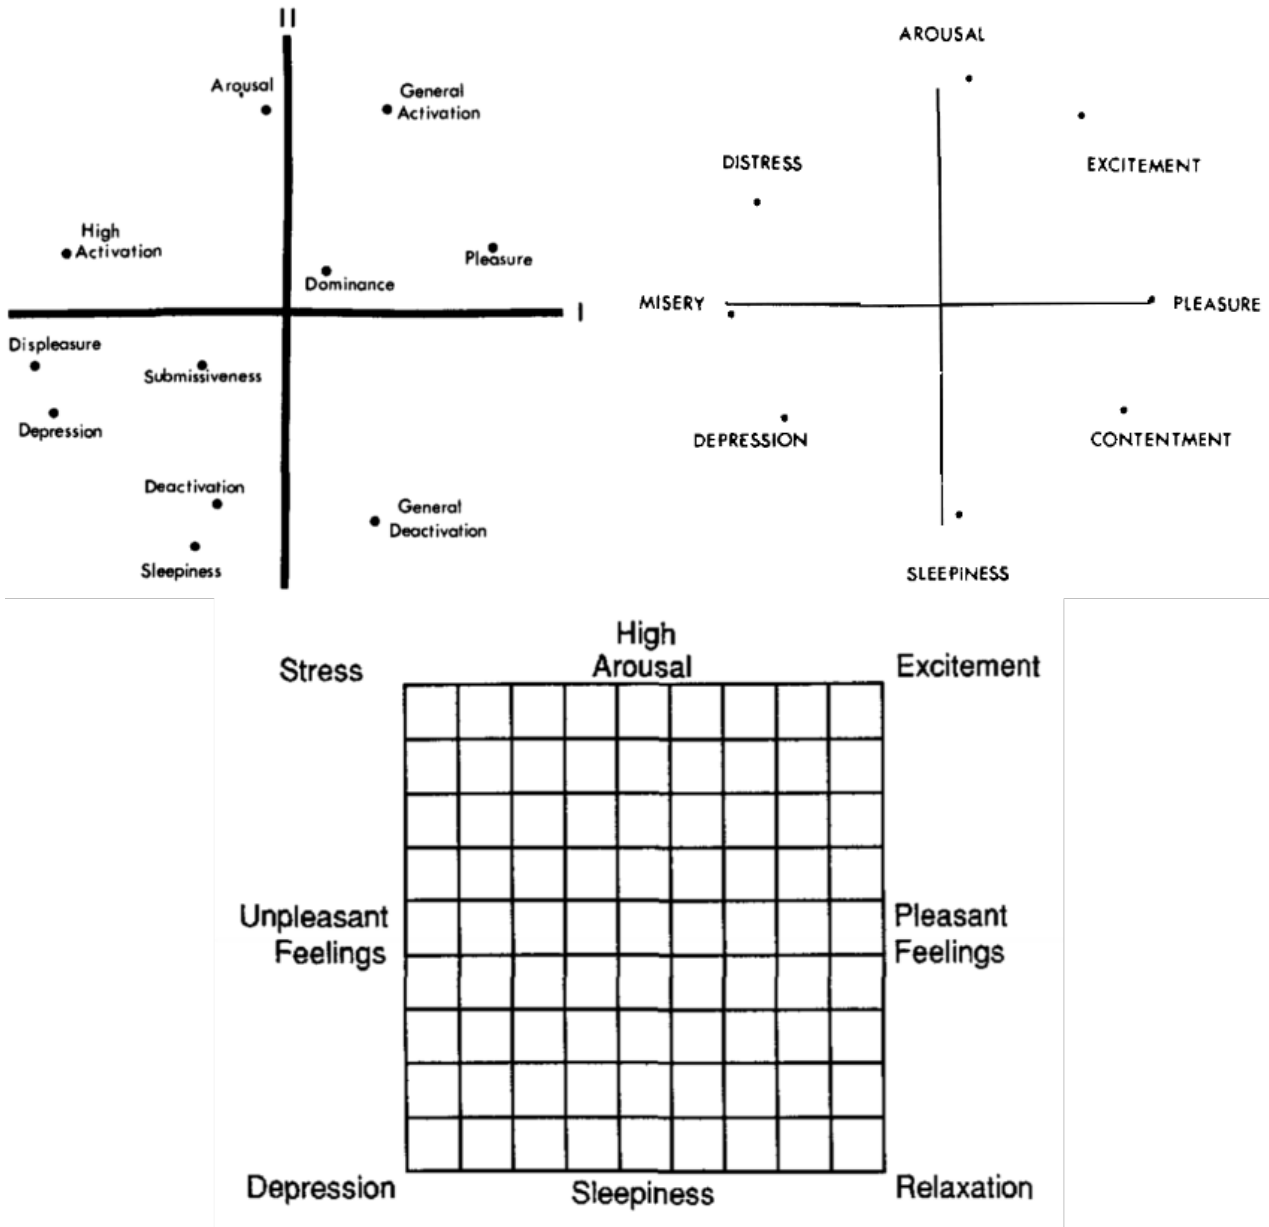 II
Arousal
General
Activation
High
Activation
Pleasure
Dominance
I
Displeasure
Submissiveness
Depression
Deactivation
General
Deactivation
Sleepiness
AROUSAL
DISTRESS
EXCITEMENT
MISERY
PLEASURE
DEPRESSION
CONTENTMENT
SLEEPINESS
High
Arousal
Stress
Excitement
Unpleasant
Feelings
Pleasant
Feelings
Depression
Sleepiness
Relaxation